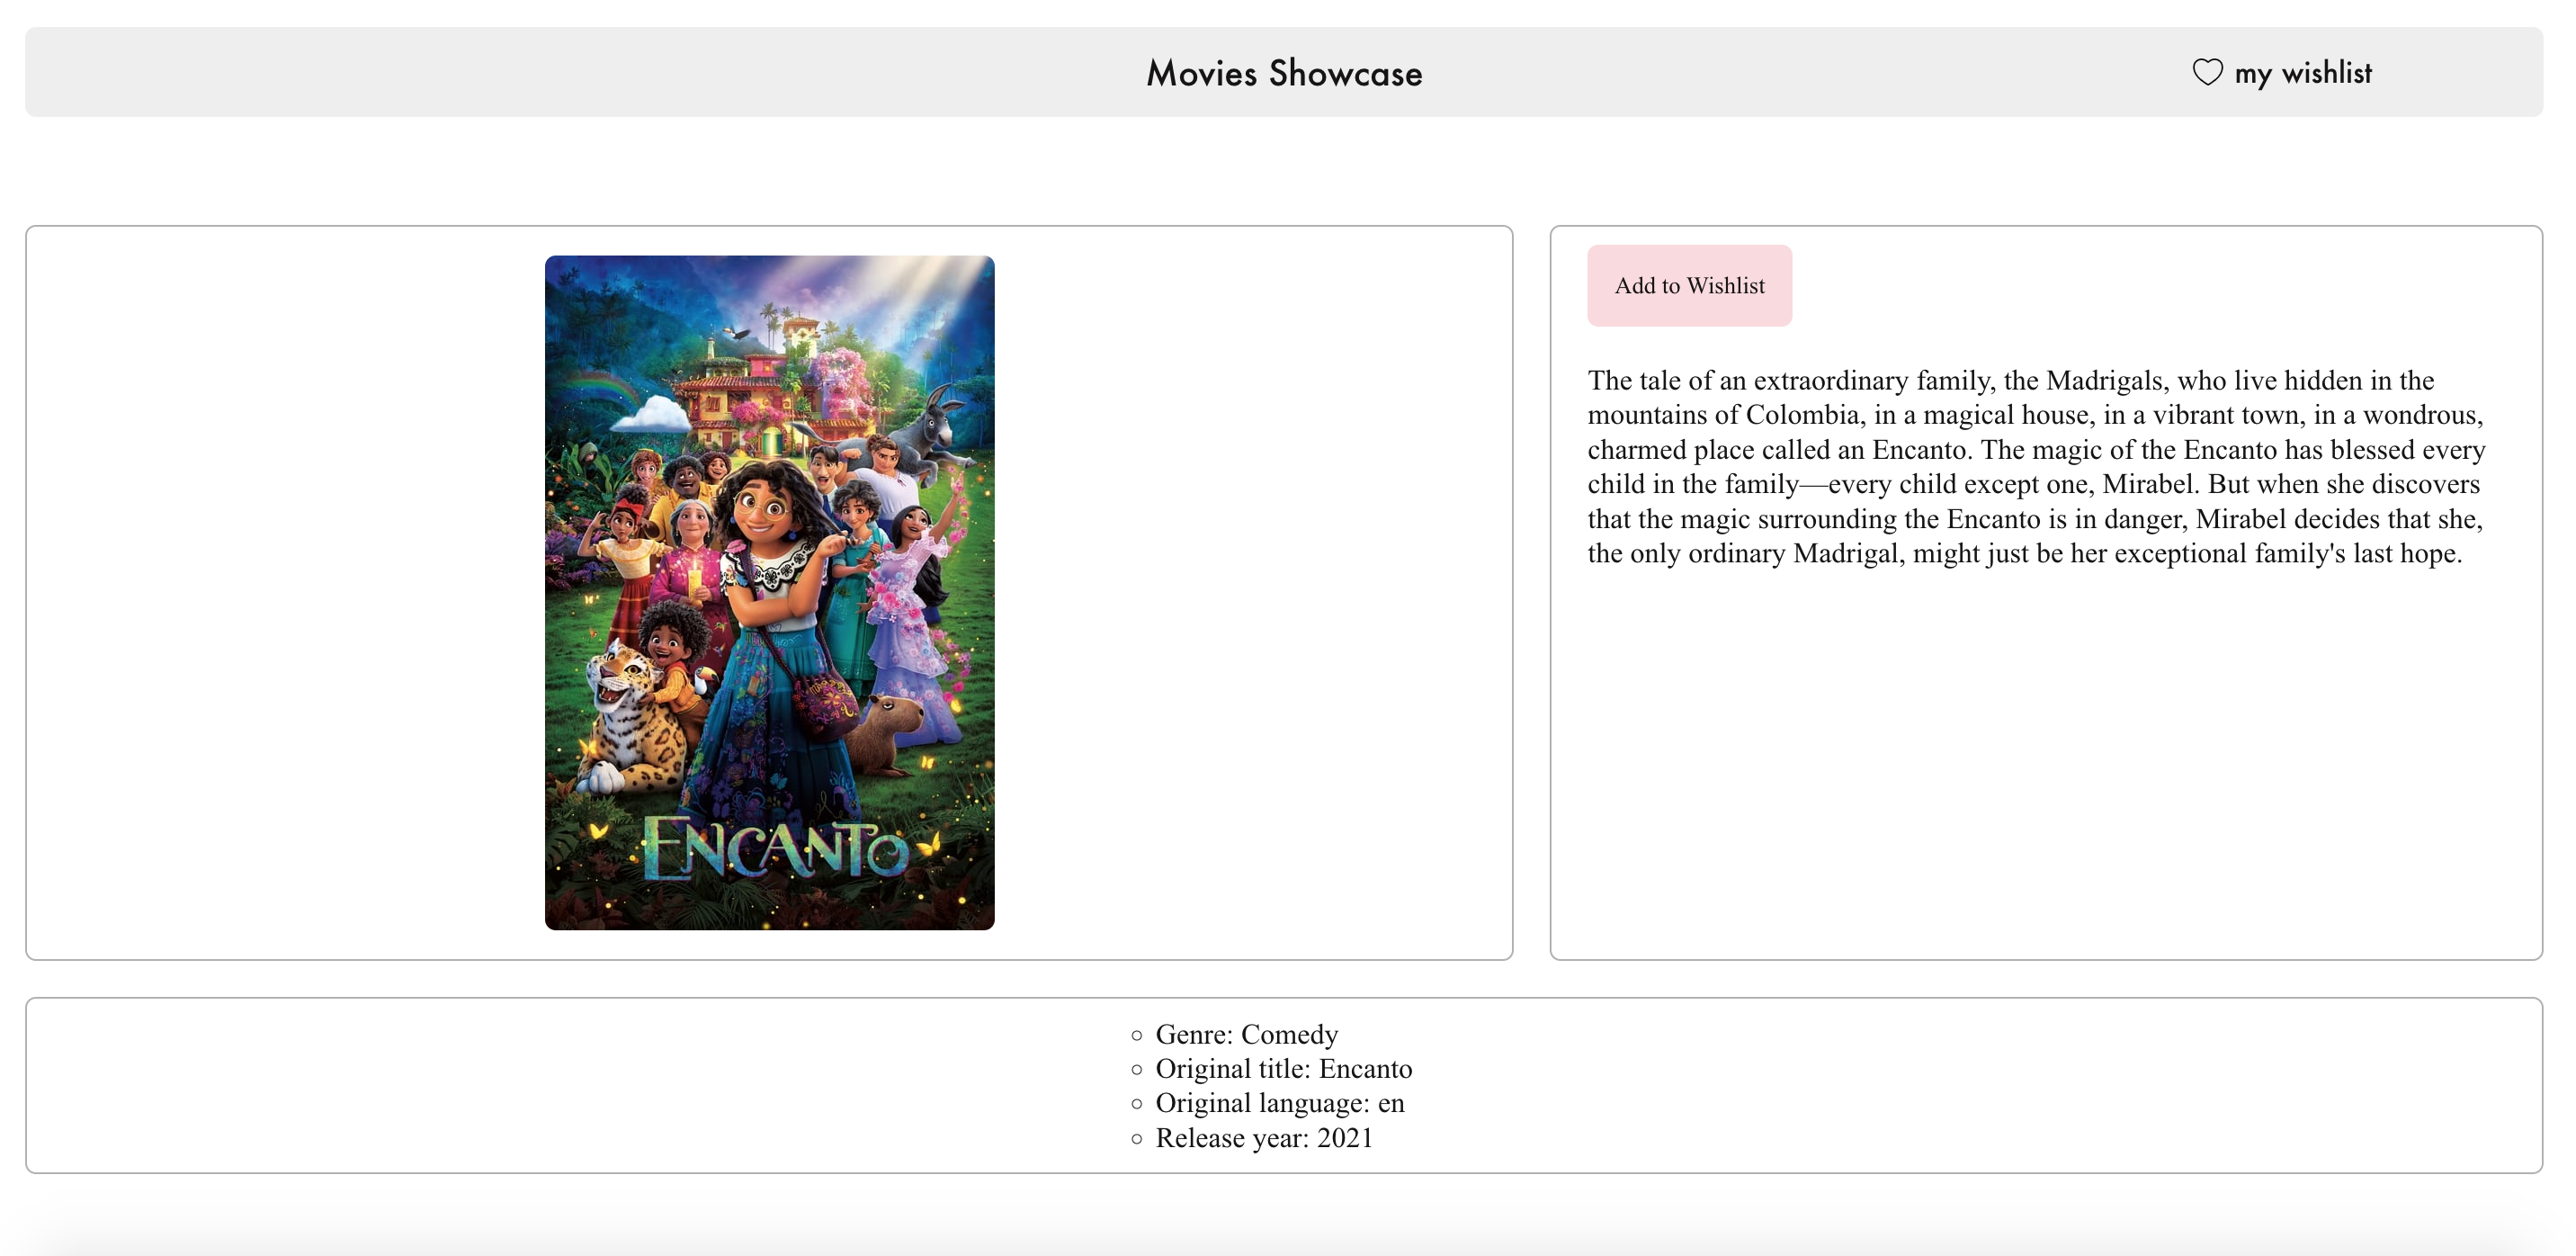 Movies Showcase
my wishlist
ENCANTO
Add to Wishlist
The tale of an extraordinary family, the Madrigals, who live hidden in the
mountains of Colombia, in a magical house, in a vibrant town, in a wondrous,
charmed place called an Encanto. The magic of the Encanto has blessed every
child in the family—every child except one, Mirabel. But when she discovers
that the magic surrounding the Encanto is in danger, Mirabel decides that she,
the only ordinary Madrigal, might just be her exceptional family's last hope.
Genre: Comedy
Original title: Encanto
Original language: en
Release year: 2021